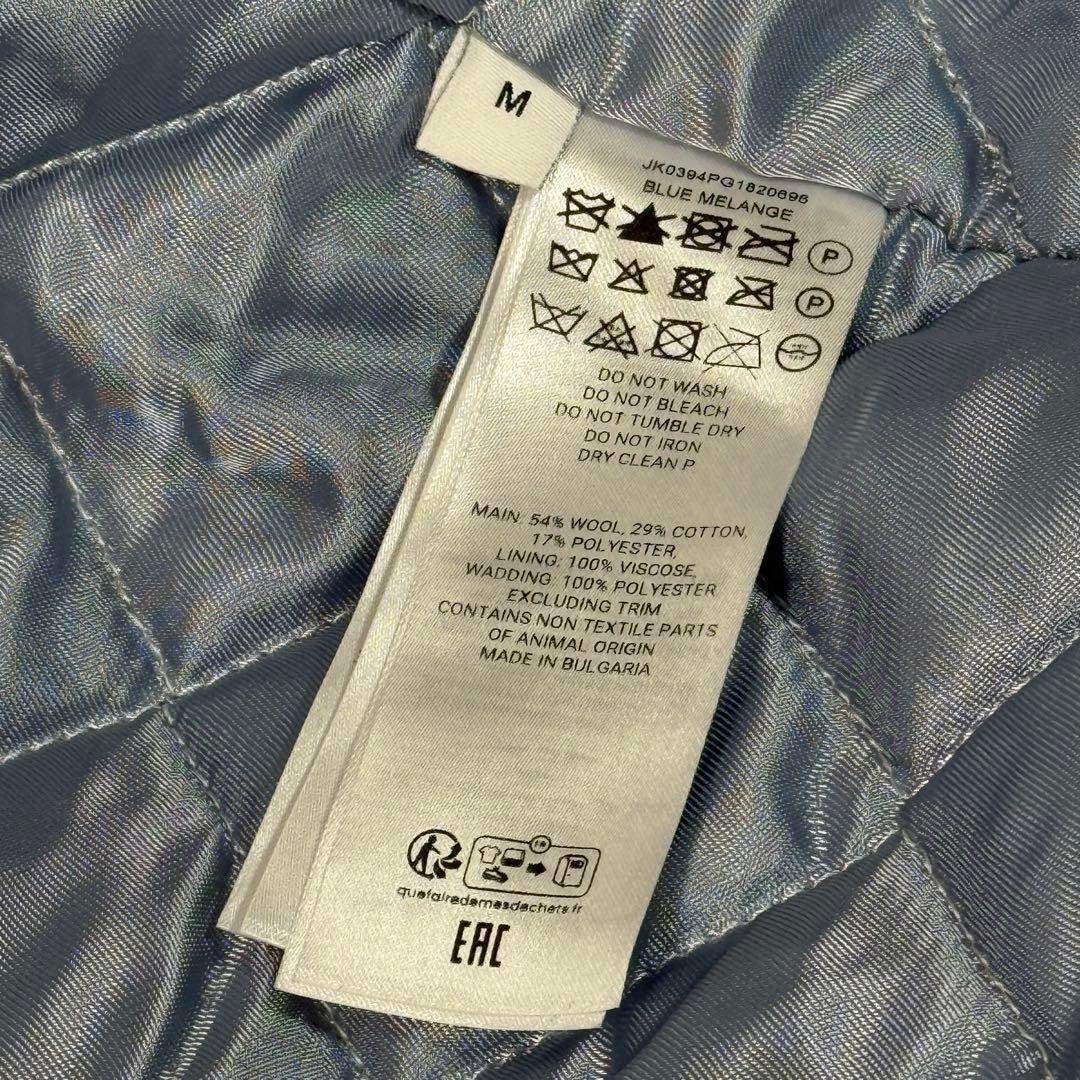 M
JK0394PG1820696
BLUE MELANGE
P
P
DO NOT WASH
DO NOT BLEACH
DO NOT TUMBLE DRY
DO NOT IRON
DRY CLEAN P
MAIN: 54% WOOL, 29% COTTON,
17% POLYESTER,
LINING: 100% VISCOSE,
WADDING: 100% POLYESTER
EXCLUDING TRIM
CONTAINS NON TEXTILE PARTS
OF ANIMAL ORIGIN
MADE IN BULGARIA
FR
quefairedemesdechets.fr
EAC